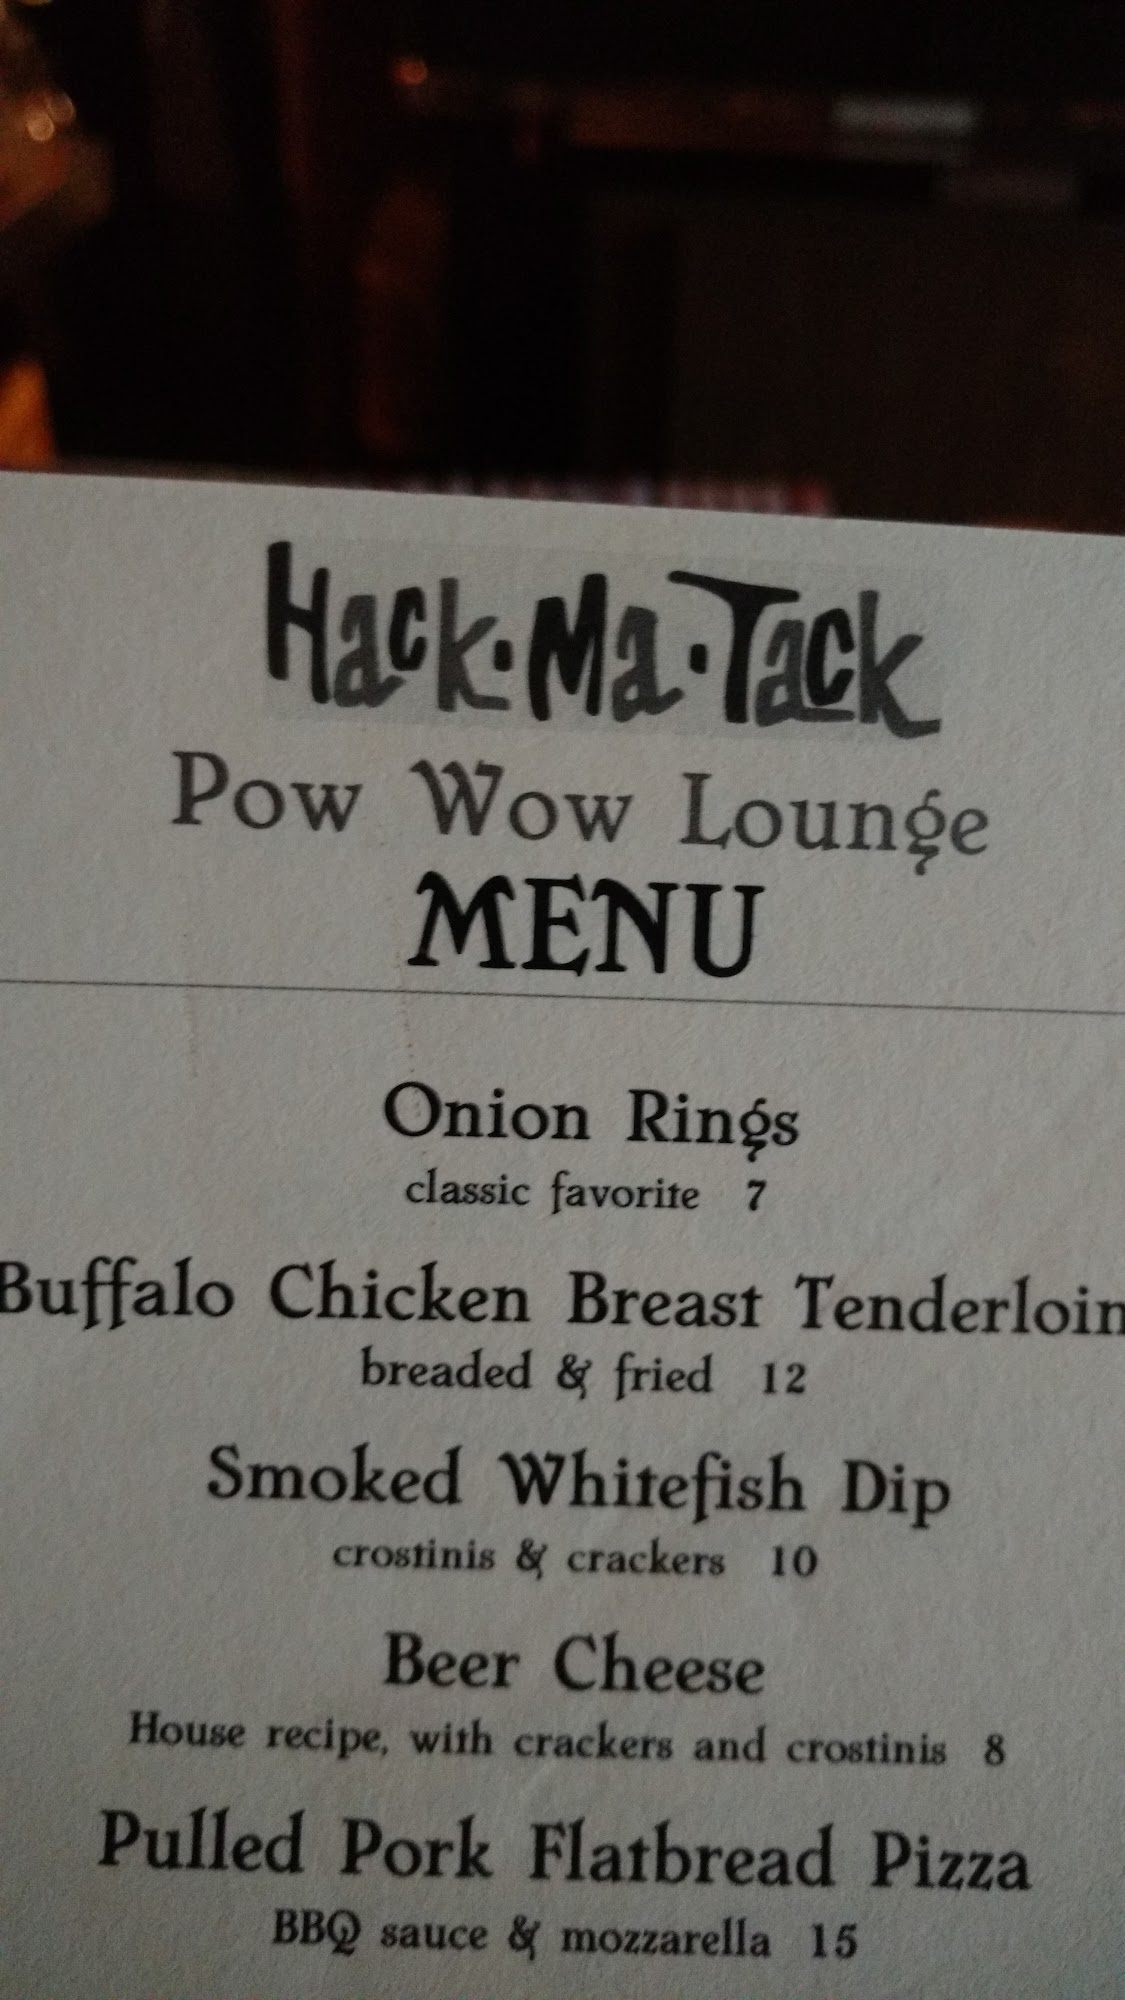 Hack·Ma·Tack
Pow Wow Lounge
MENU
Onion Rings
classic favorite 7
Buffalo Chicken Breast Tenderloin
breaded & fried 12
Smoked Whitefish Dip
crostinis & crackers 10
Beer Cheese
House recipe, with crackers and crostinis 8
Pulled Pork Flatbread Pizza
BBQ sauce & mozzarella 15